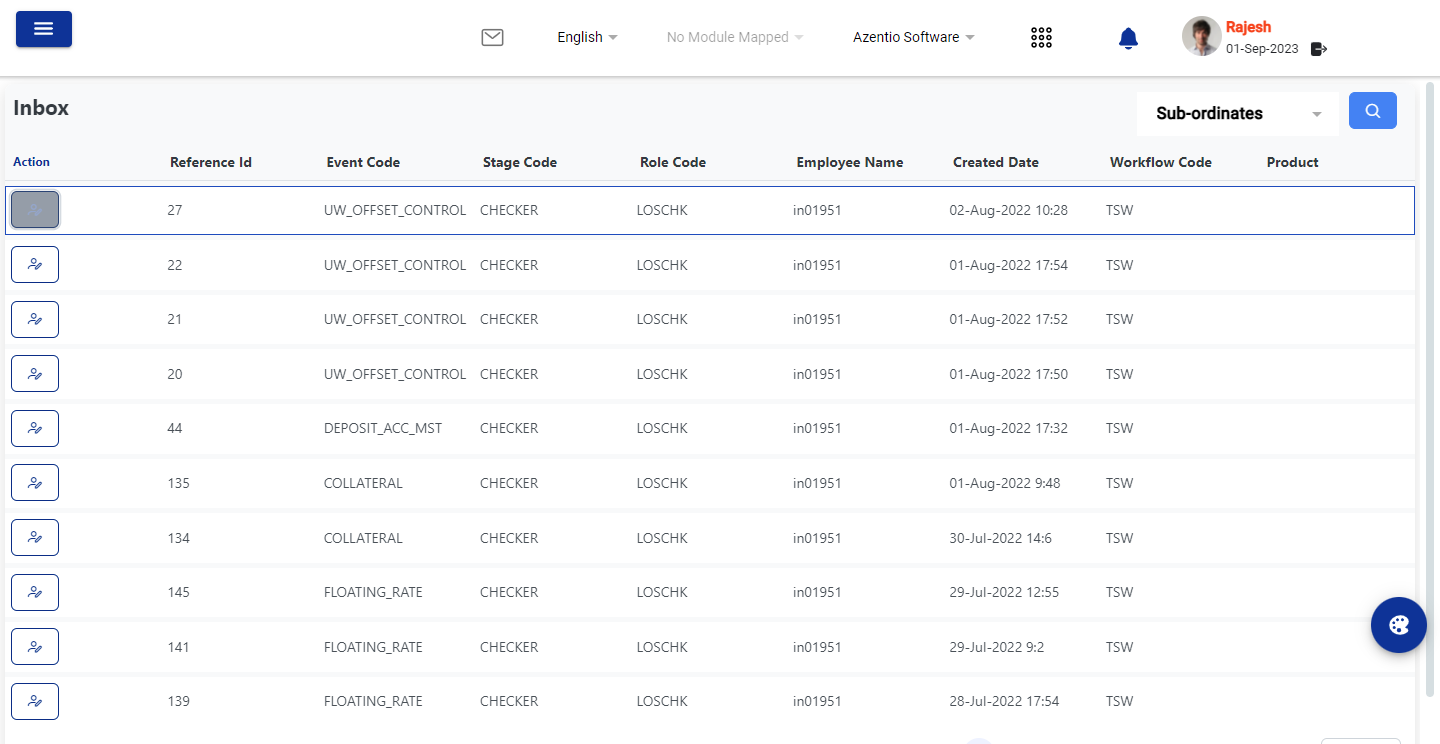 English No Module Mapped Azentio Software Rajesh
01-Sep-2023
Inbox Sub-ordinates
Action Reference Id Event Code Stage Code Role Code Employee Name Created Date Workflow Code Product
27 UW_OFFSET_CONTROL CHECKER LOSCHK in01951 02-Aug-2022 10:28 TSW
22 UW_OFFSET_CONTROL CHECKER LOSCHK in01951 01-Aug-2022 17:54 TSW
21 UW_OFFSET_CONTROL CHECKER LOSCHK in01951 01-Aug-2022 17:52 TSW
20 UW_OFFSET_CONTROL CHECKER LOSCHK in01951 01-Aug-2022 17:50 TSW
44 DEPOSIT_ACC_MST CHECKER LOSCHK in01951 01-Aug-2022 17:32 TSW
135 COLLATERAL CHECKER LOSCHK in01951 01-Aug-2022 9:48 TSW
134 COLLATERAL CHECKER LOSCHK in01951 30-Jul-2022 14:6 TSW
145 FLOATING_RATE CHECKER LOSCHK in01951 29-Jul-2022 12:55 TSW
141 FLOATING_RATE CHECKER LOSCHK in01951 29-Jul-2022 9:2 TSW
139 FLOATING_RATE CHECKER LOSCHK in01951 28-Jul-2022 17:54 TSW